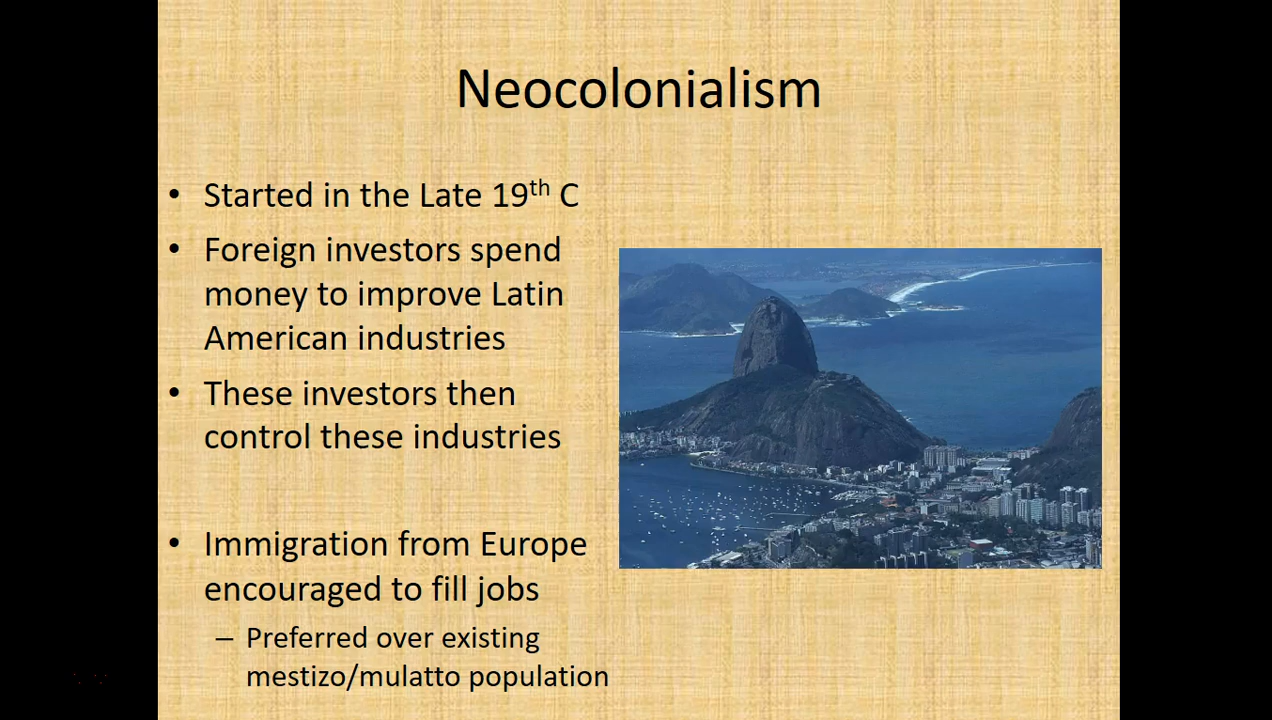 Neocolonialism
• Started in the Late 19th C
• Foreign investors spend
money to improve Latin
American industries
• These investors then
control these industries
• Immigration from Europe
encouraged to fill jobs
– Preferred over existing
mestizo/mulatto population